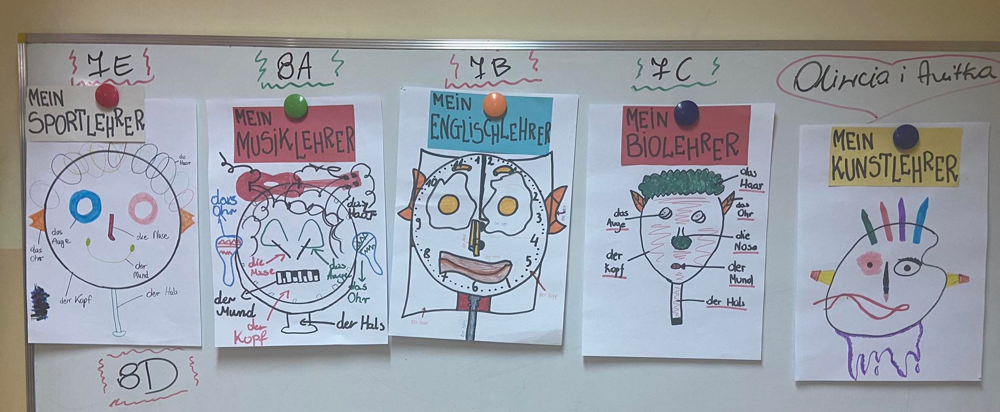 7E
MEIN
SPORTLEHRER
das
Haar
das
Auge
die Nase
das
Ohr
der
Mund
derr Kopf
der Hals
8D
8A
MEIN
MUSIKLEHRER
das
Ohr
das
Haar
die
Nase
das
Auge
der
Mund
das
Ohr
der
Kopf
der Hals
7B
MEIN
ENGLISCHLEHRER
1 2
10
2
9
3
4
8
5
7
6
das ohr
das age
die Nase
der mund
der Kopf
das haar
der hals
7C
MEIN
BIOLEHRER
das
Haar
das
Ohr
das
Auge
die
Nose
der
Kopf
der
Mund
der Hals
Oliwcia i Anitka
MEIN
KUNSTLEHRER